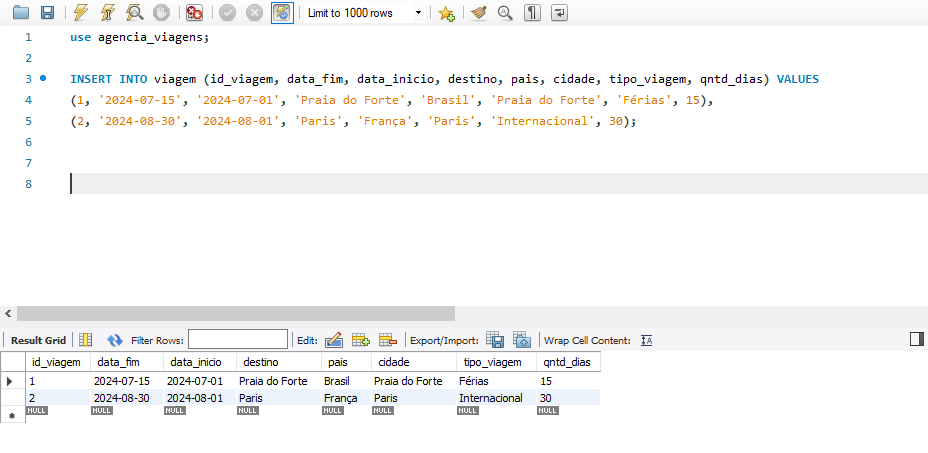 Limit to 1000 rows
1 use agencia_viagens;
2
3 INSERT INTO viagem (id_viagem, data_fim, data_inicio, destino, pais, cidade, tipo_viagem, qntd_dias) VALUES
4 (1, '2024-07-15', '2024-07-01', 'Praia do Forte', 'Brasil', 'Praia do Forte', 'Férias', 15),
5 (2, '2024-08-30', '2024-08-01', 'Paris', 'França', 'Paris', 'Internacional', 30);
6
7
8
Result Grid Filter Rows: Edit: Export/Import: Wrap Cell Content:
id_viagem data_fim data_inicio destino pais cidade tipo_viagem qntd_dias
1 2024-07-15 2024-07-01 Praia do Forte Brasil Praia do Forte Férias 15
2 2024-08-30 2024-08-01 Paris França Paris Internacional 30
NULL NULL NULL NULL NULL NULL NULL NULL